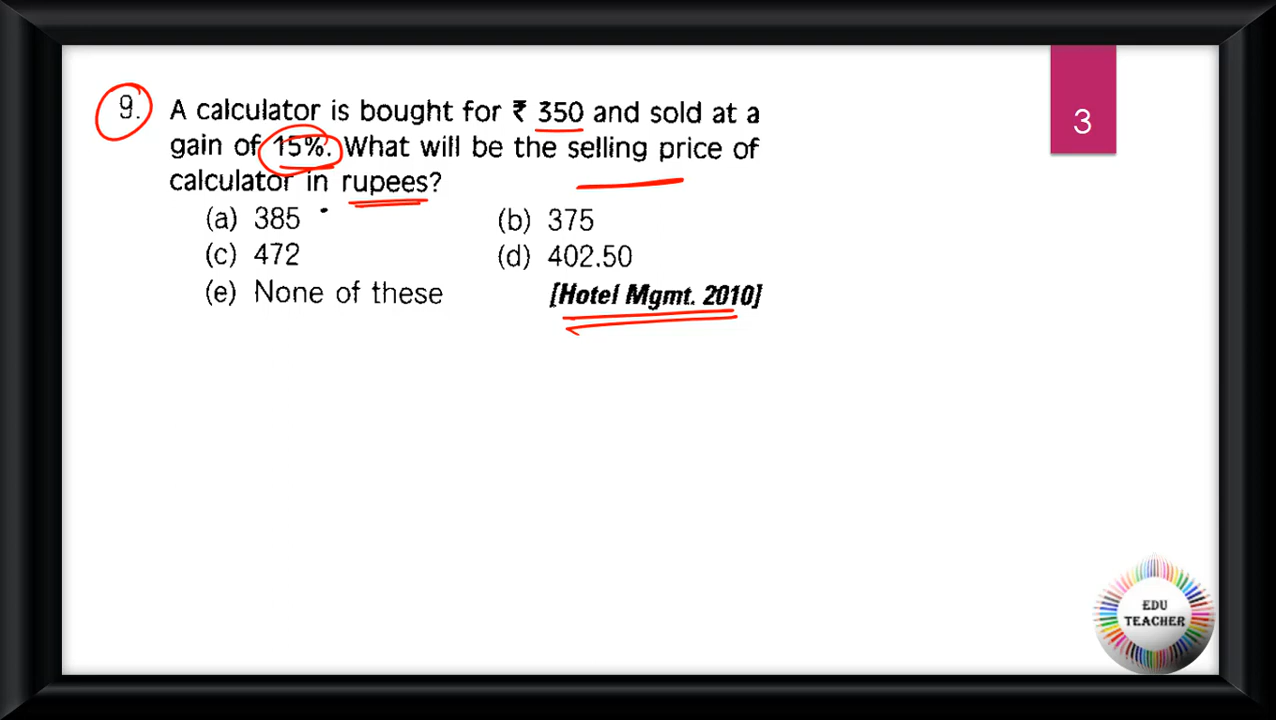 3
9. A calculator is bought for ₹ 350 and sold at a
gain of 15%. What will be the selling price of
calculator in rupees?
(a) 385 (b) 375
(c) 472 (d) 402.50
(e) None of these [Hotel Mgmt. 2010]
EDU
TEACHER